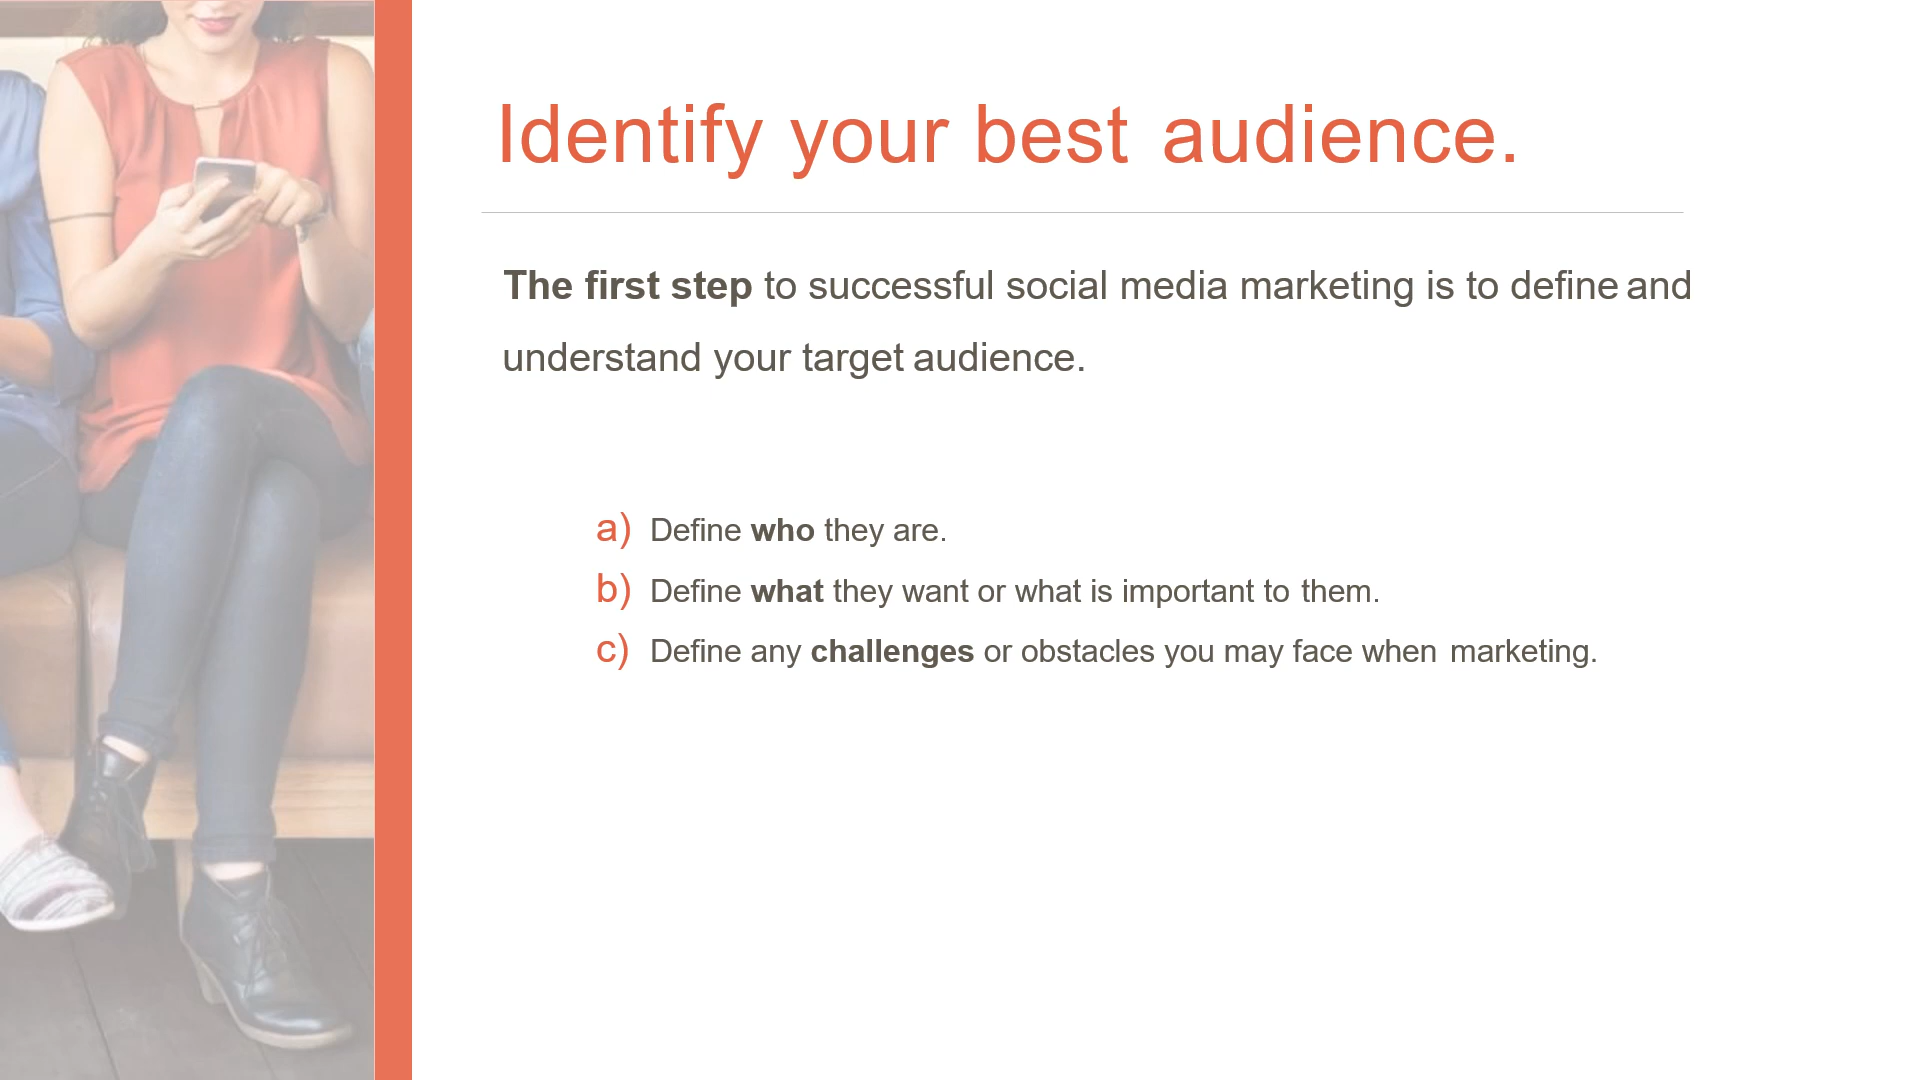 Identify your best audience.
The first step to successful social media marketing is to define and
understand your target audience.
a) Define who they are.
b) Define what they want or what is important to them.
c) Define any challenges or obstacles you may face when marketing.